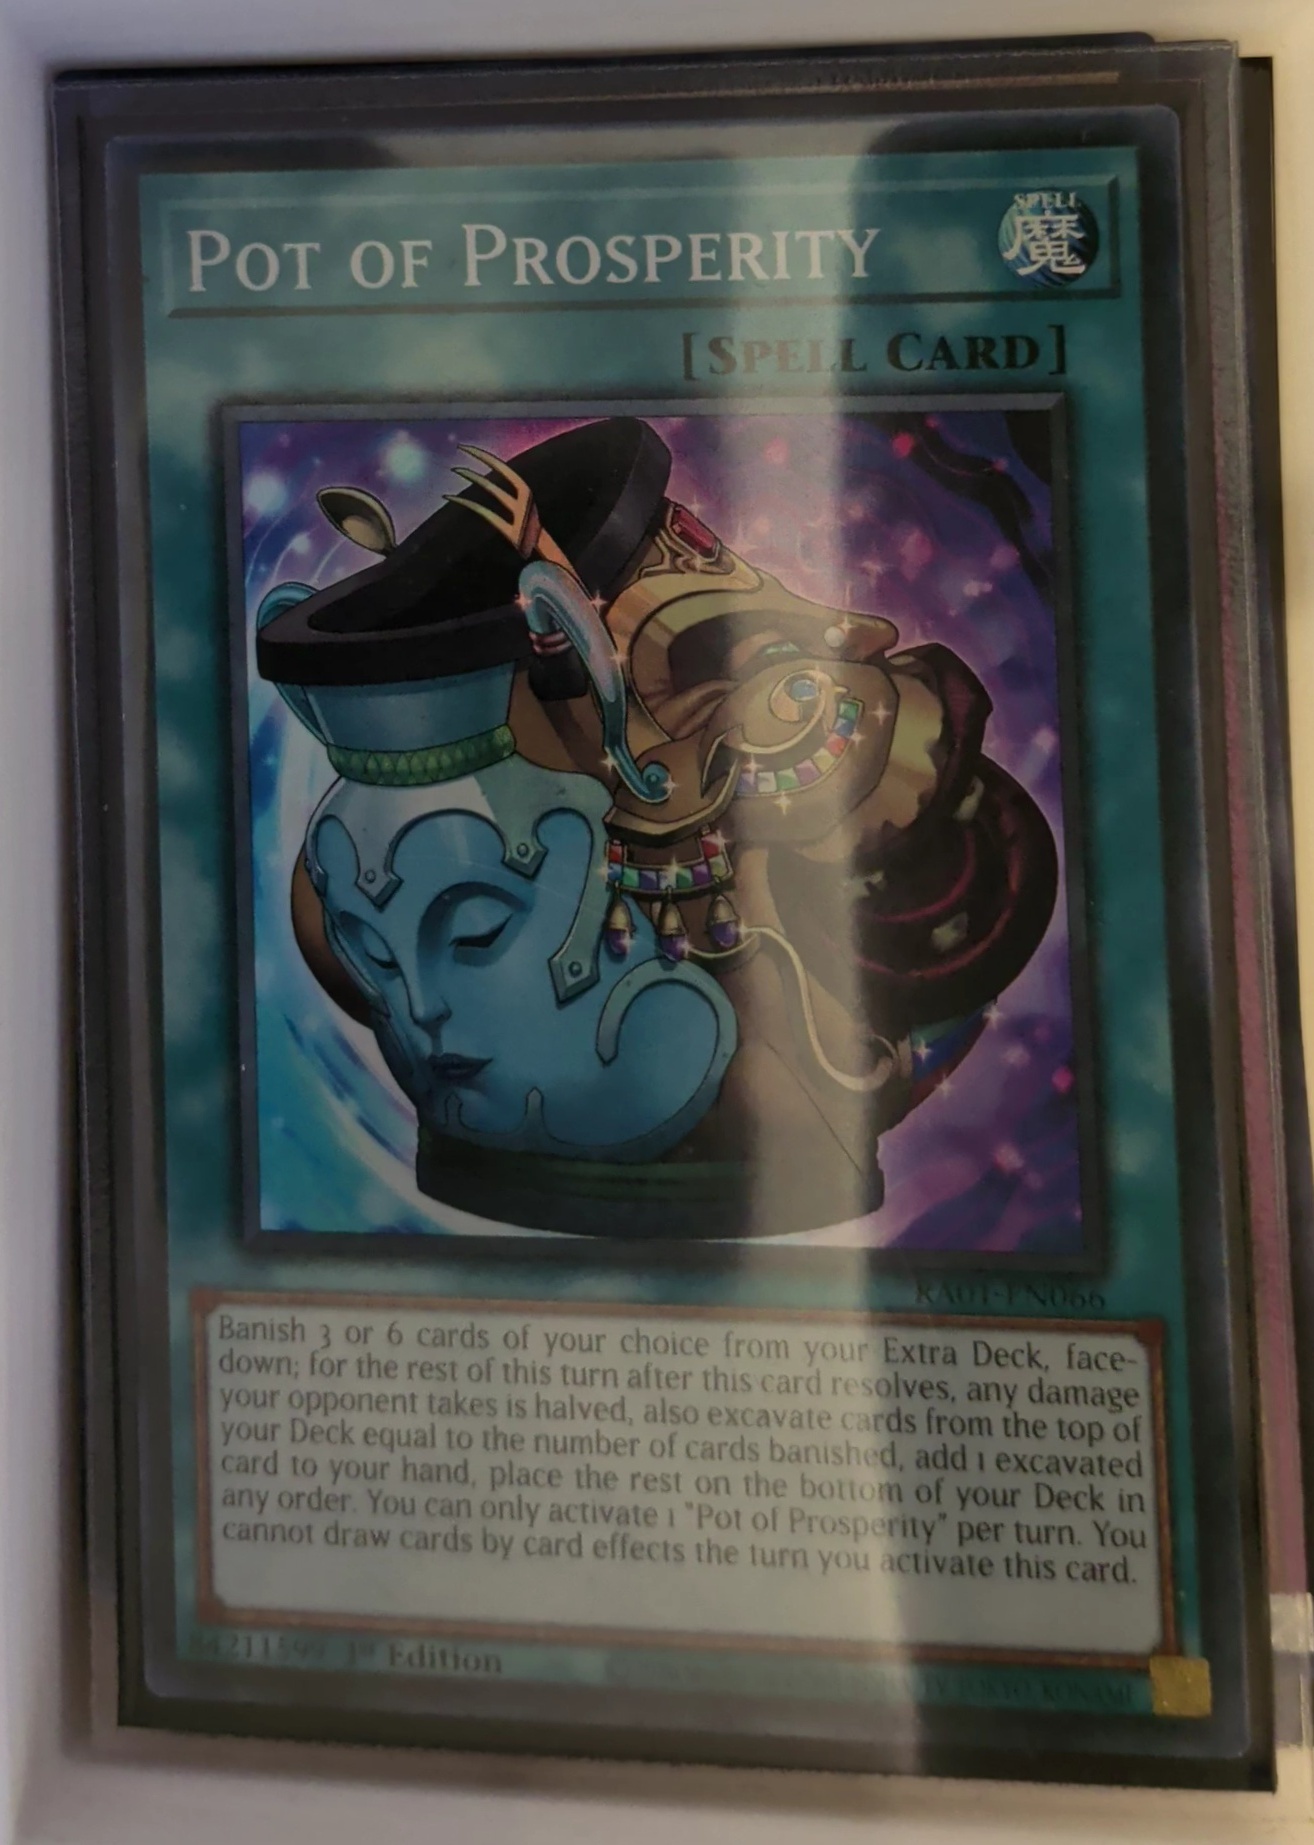 POT OF PROSPERITY
SPELL
魔
[SPELL CARD]
RA01-EN066
Banish 3 or 6 cards of your choice from your Extra Deck, face-
down; for the rest of this turn after this card resolves, any damage
your opponent takes is halved, also excavate cards from the top of
your Deck equal to the number of cards banished, add 1 excavated
card to your hand, place the rest on the bottom of your Deck in
any order. You can only activate 1 "Pot of Prosperity" per turn. You
cannot draw cards by card effects the turn you activate this card.
1st Edition
TOKYO, KONAMI